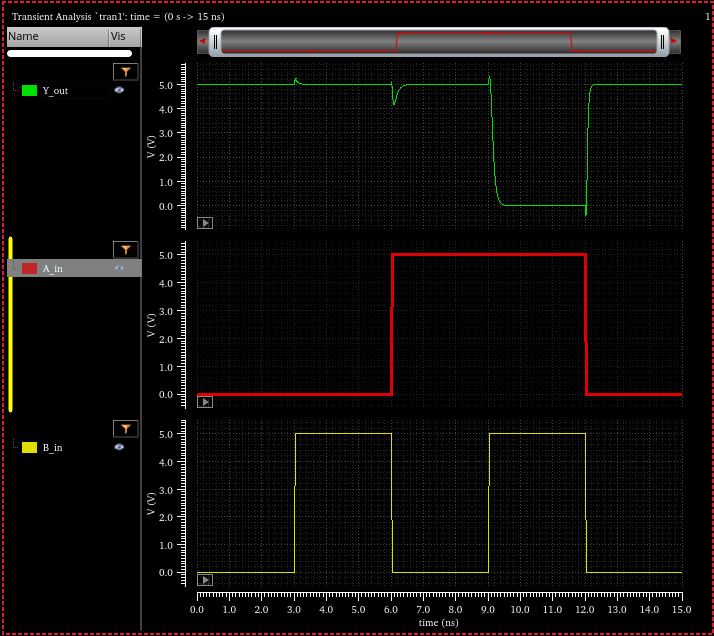 Transient Analysis `tran1': time = (0 s -> 15 ns) 1
Name Vis
Y_out
V (V)
5.0
4.0
3.0
2.0
1.0
0.0
A_in
V (V)
5.0
4.0
3.0
2.0
1.0
0.0
B_in
V (V)
5.0
4.0
3.0
2.0
1.0
0.0
0.0 1.0 2.0 3.0 4.0 5.0 6.0 7.0 8.0 9.0 10.0 11.0 12.0 13.0 14.0 15.0
time (ns)